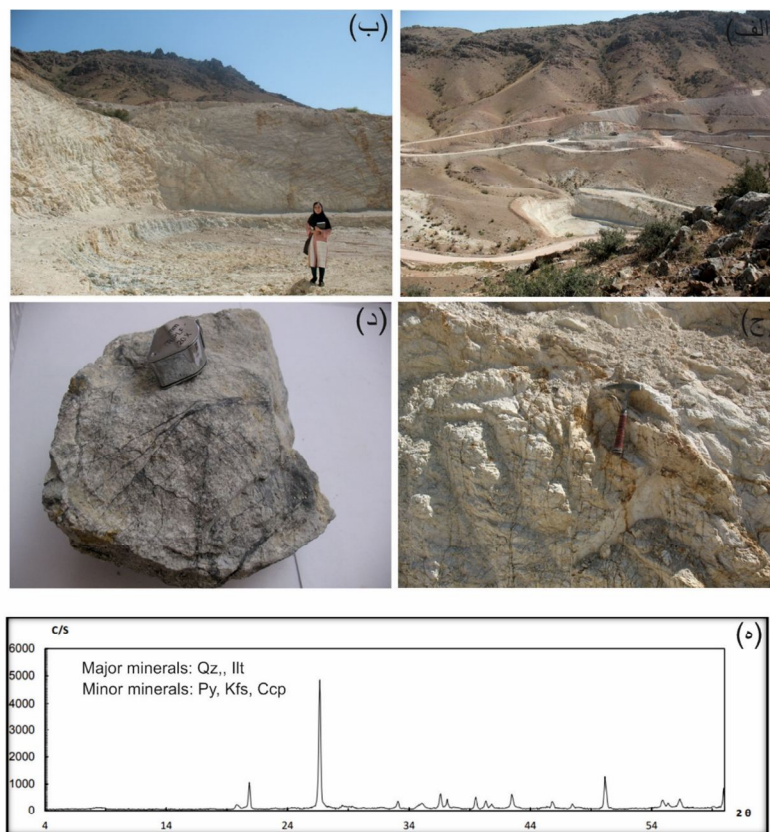 (الف)
(ب)
(ج)
(د)
(ه)
C/S
Major minerals: Qz,, Ilt
Minor minerals: Py, Kfs, Ccp
6000
5000
4000
3000
2000
1000
0
4
14
24
34
44
54
2θ